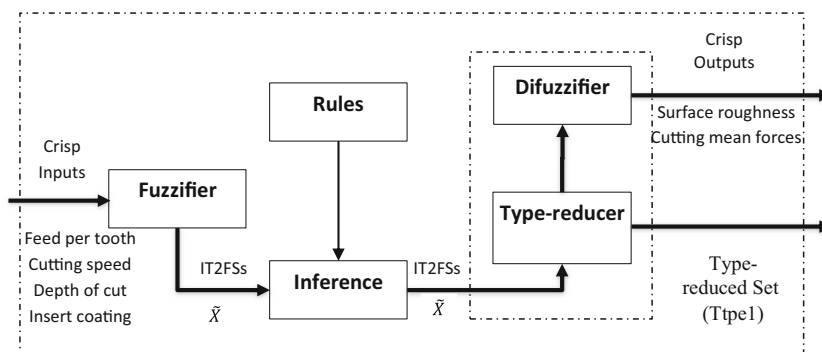 Crisp
Inputs
Feed per tooth
Cutting speed
Depth of cut
Insert coating
Fuzzifier
IT2FSs
X̃
Rules
Inference
IT2FSs
X̃
Difuzzifier
Type-reducer
Crisp
Outputs
Surface roughness
Cutting mean forces
Type-
reduced Set
(Ttpe1)